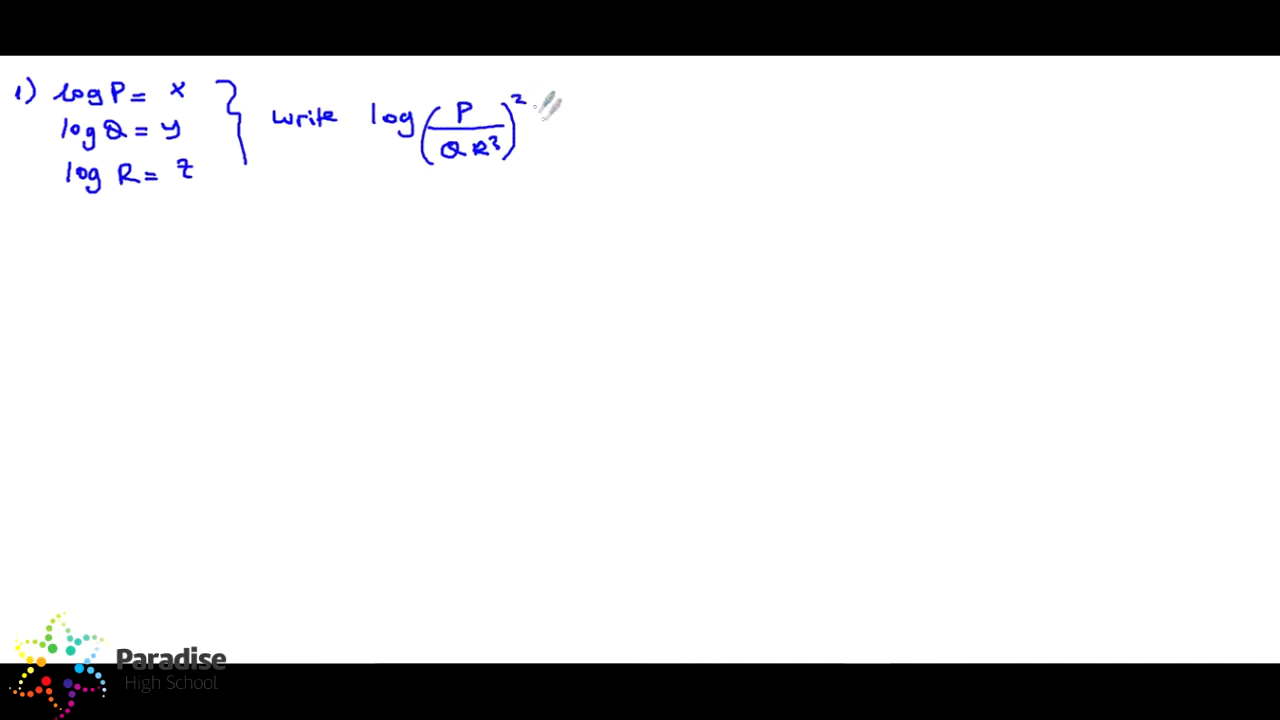 1) log P = x
log Q = y
log R = z
write log(P/(QR³))²
Paradise
High School